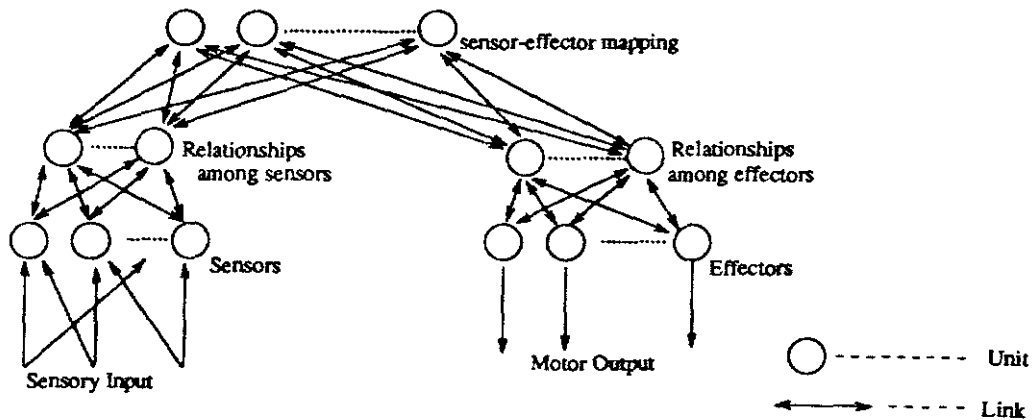 sensor-effector mapping
Relationships
among sensors
Relationships
among effectors
Sensors
Effectors
Sensory Input
Motor Output
Unit
Link